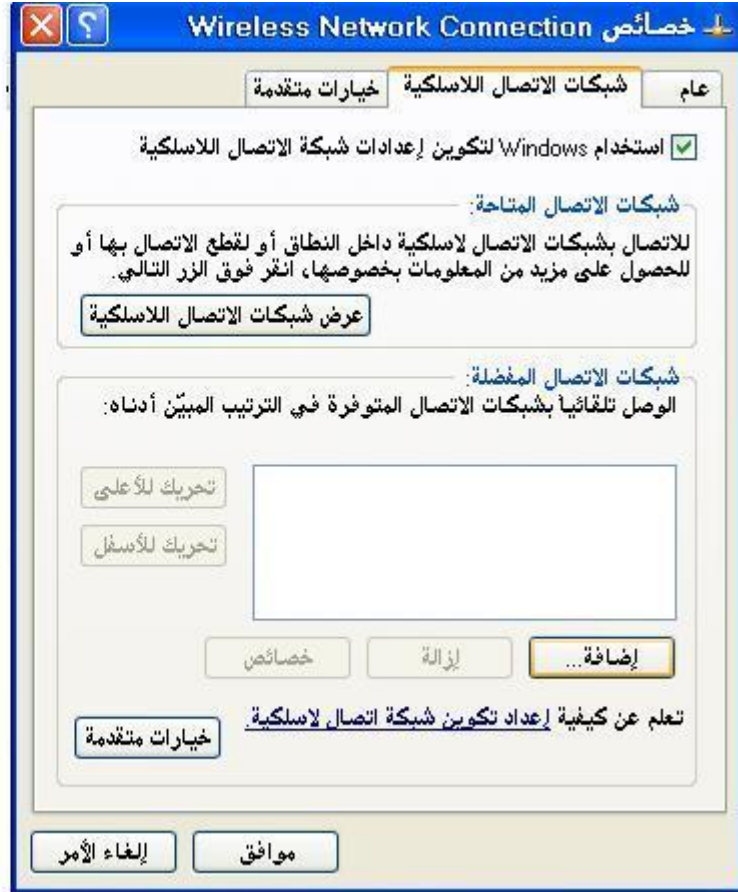 خصائص Wireless Network Connection
عام
شبكات الاتصال اللاسلكية
خيارات متقدمة
استخدام Windows لتكوين إعدادات شبكة الاتصال اللاسلكية
شبكات الاتصال المتاحة:
للاتصال بشبكات الاتصال لاسلكية داخل النطاق أو لقطع الاتصال بها أو
للحصول على مزيد من المعلومات بخصوصها، انقر فوق الزر التالي.
عرض شبكات الاتصال اللاسلكية
شبكات الاتصال المفضلة:
الوصل تلقائياً بشبكات الاتصال المتوفرة في الترتيب المبيّن أدناه:
تحريك للأعلى
تحريك للأسفل
إضافة...
إزالة
خصائص
تعلم عن كيفية إعداد تكوين شبكة اتصال لاسلكية.
خيارات متقدمة
موافق
إلغاء الأمر